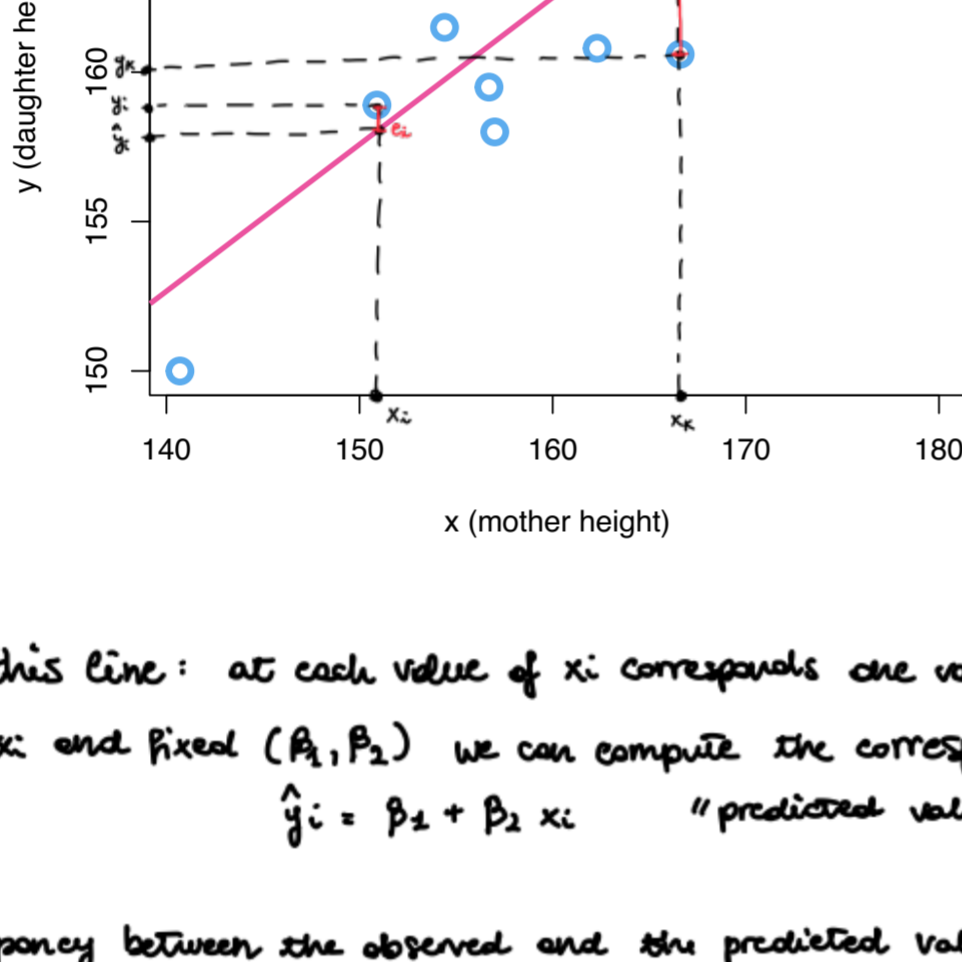 y (daughter he
160
155
150
yk
yi
ŷi
ei
xi
xk
140 150 160 170 180
x (mother height)
this line: at each value of xi corresponds one va
xi and fixed (β1, β2) we can compute the corresp
ŷi = β1 + β2 xi "predicted val
pancy between the observed and the predicted val